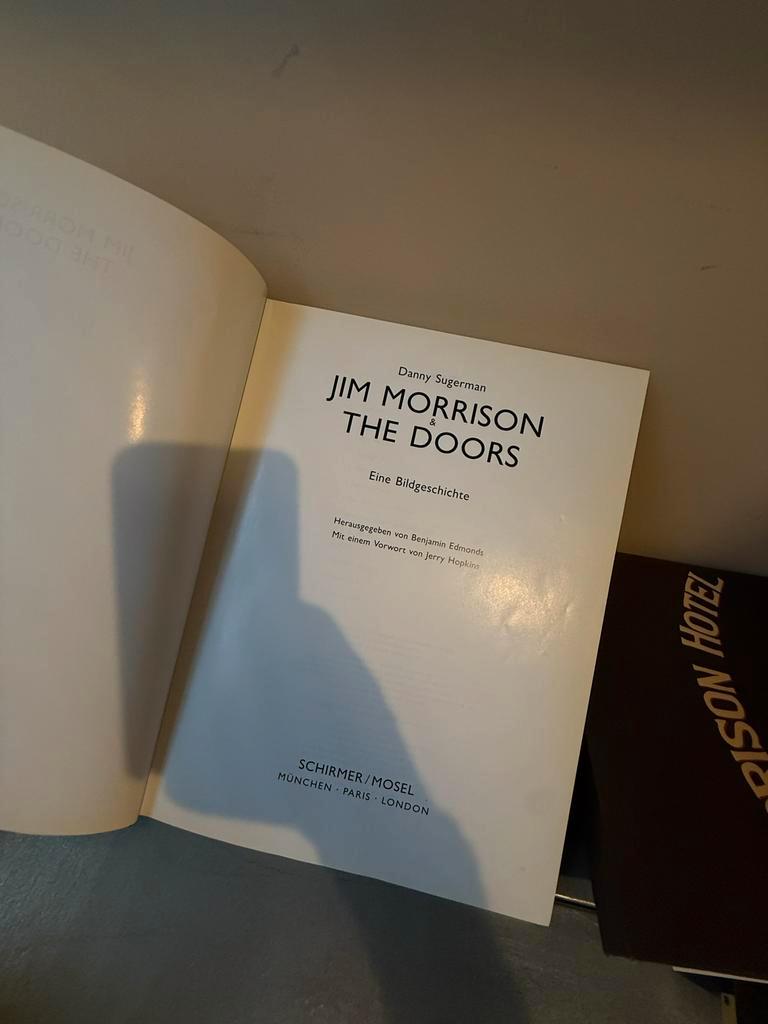 Danny Sugerman
JIM MORRISON
&
THE DOORS
Eine Bildgeschichte
Herausgegeben von Benjamin Edmonds
Mit einem Vorwort von Jerry Hopkins
SCHIRMER/MOSEL
MÜNCHEN · PARIS · LONDON
RISON HOTEL